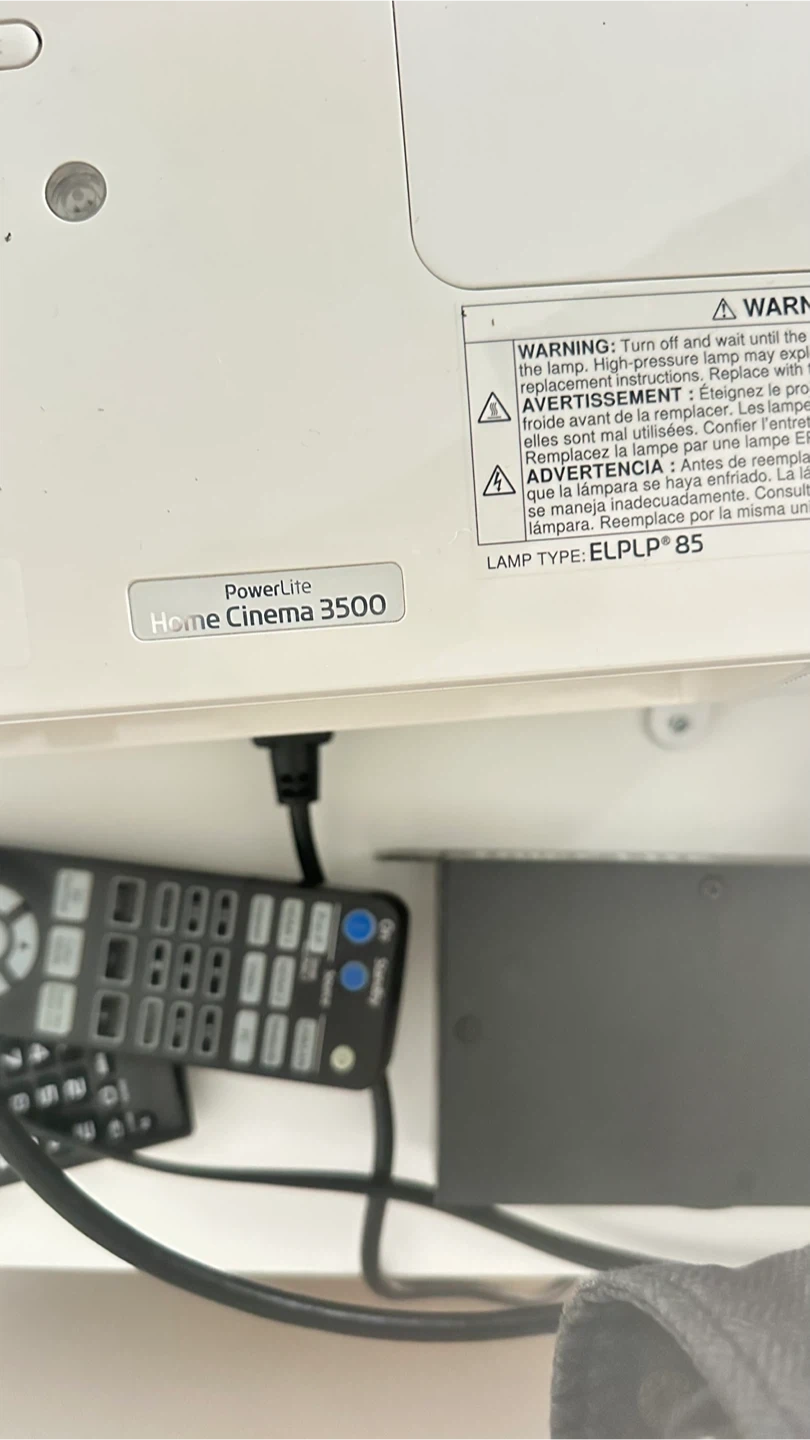 WARN
WARNING: Turn off and wait until the
the lamp. High-pressure lamp may expl
replacement instructions. Replace with
AVERTISSEMENT : Éteignez le pro
froide avant de la remplacer. Les lampe
elles sont mal utilisées. Confier l'entret
Remplacez la lampe par une lampe EP
ADVERTENCIA : Antes de reempla
que la lámpara se haya enfriado. La lá
se maneja inadecuadamente. Consult
lámpara. Reemplace por la misma uni
LAMP TYPE: ELPLP® 85
PowerLite
Home Cinema 3500
On Standby